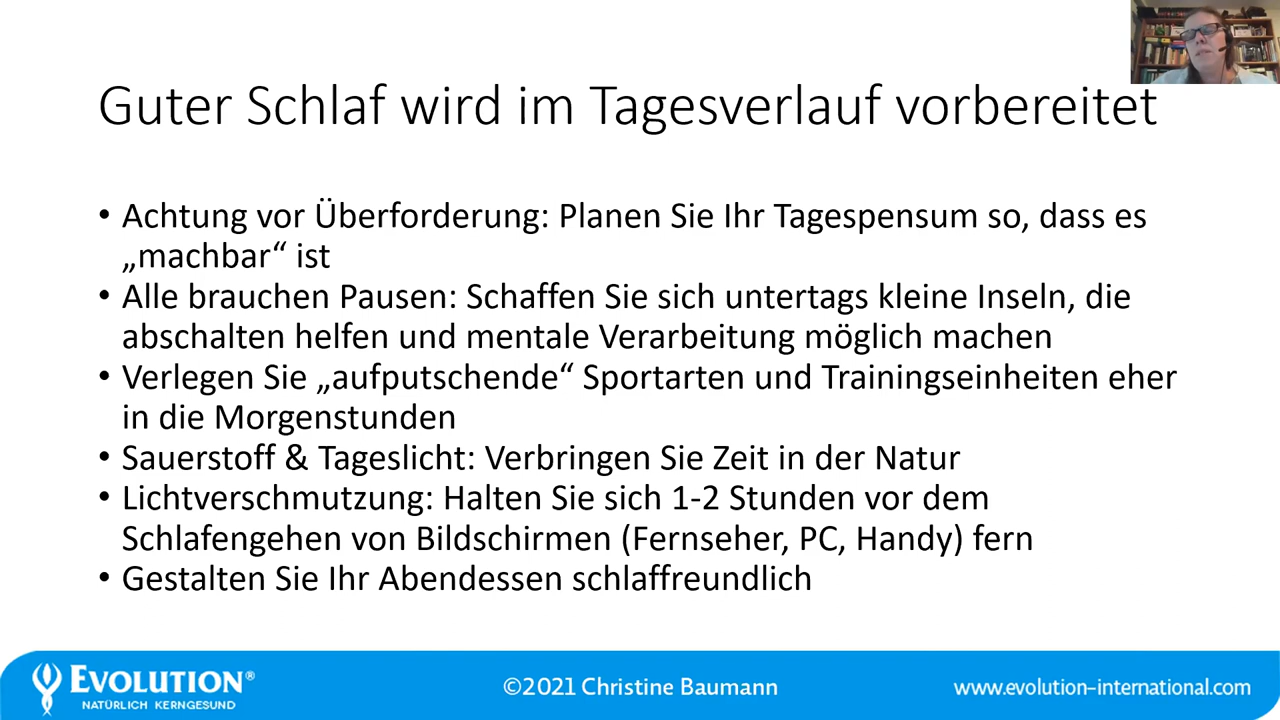 Guter Schlaf wird im Tagesverlauf vorbereitet
• Achtung vor Überforderung: Planen Sie Ihr Tagespensum so, dass es
„machbar“ ist
• Alle brauchen Pausen: Schaffen Sie sich untertags kleine Inseln, die
abschalten helfen und mentale Verarbeitung möglich machen
• Verlegen Sie „aufputschende“ Sportarten und Trainingseinheiten eher
in die Morgenstunden
• Sauerstoff & Tageslicht: Verbringen Sie Zeit in der Natur
• Lichtverschmutzung: Halten Sie sich 1-2 Stunden vor dem
Schlafengehen von Bildschirmen (Fernseher, PC, Handy) fern
• Gestalten Sie Ihr Abendessen schlaffreundlich
EVOLUTION®
NATÜRLICH KERNGESUND
©2021 Christine Baumann
www.evolution-international.com